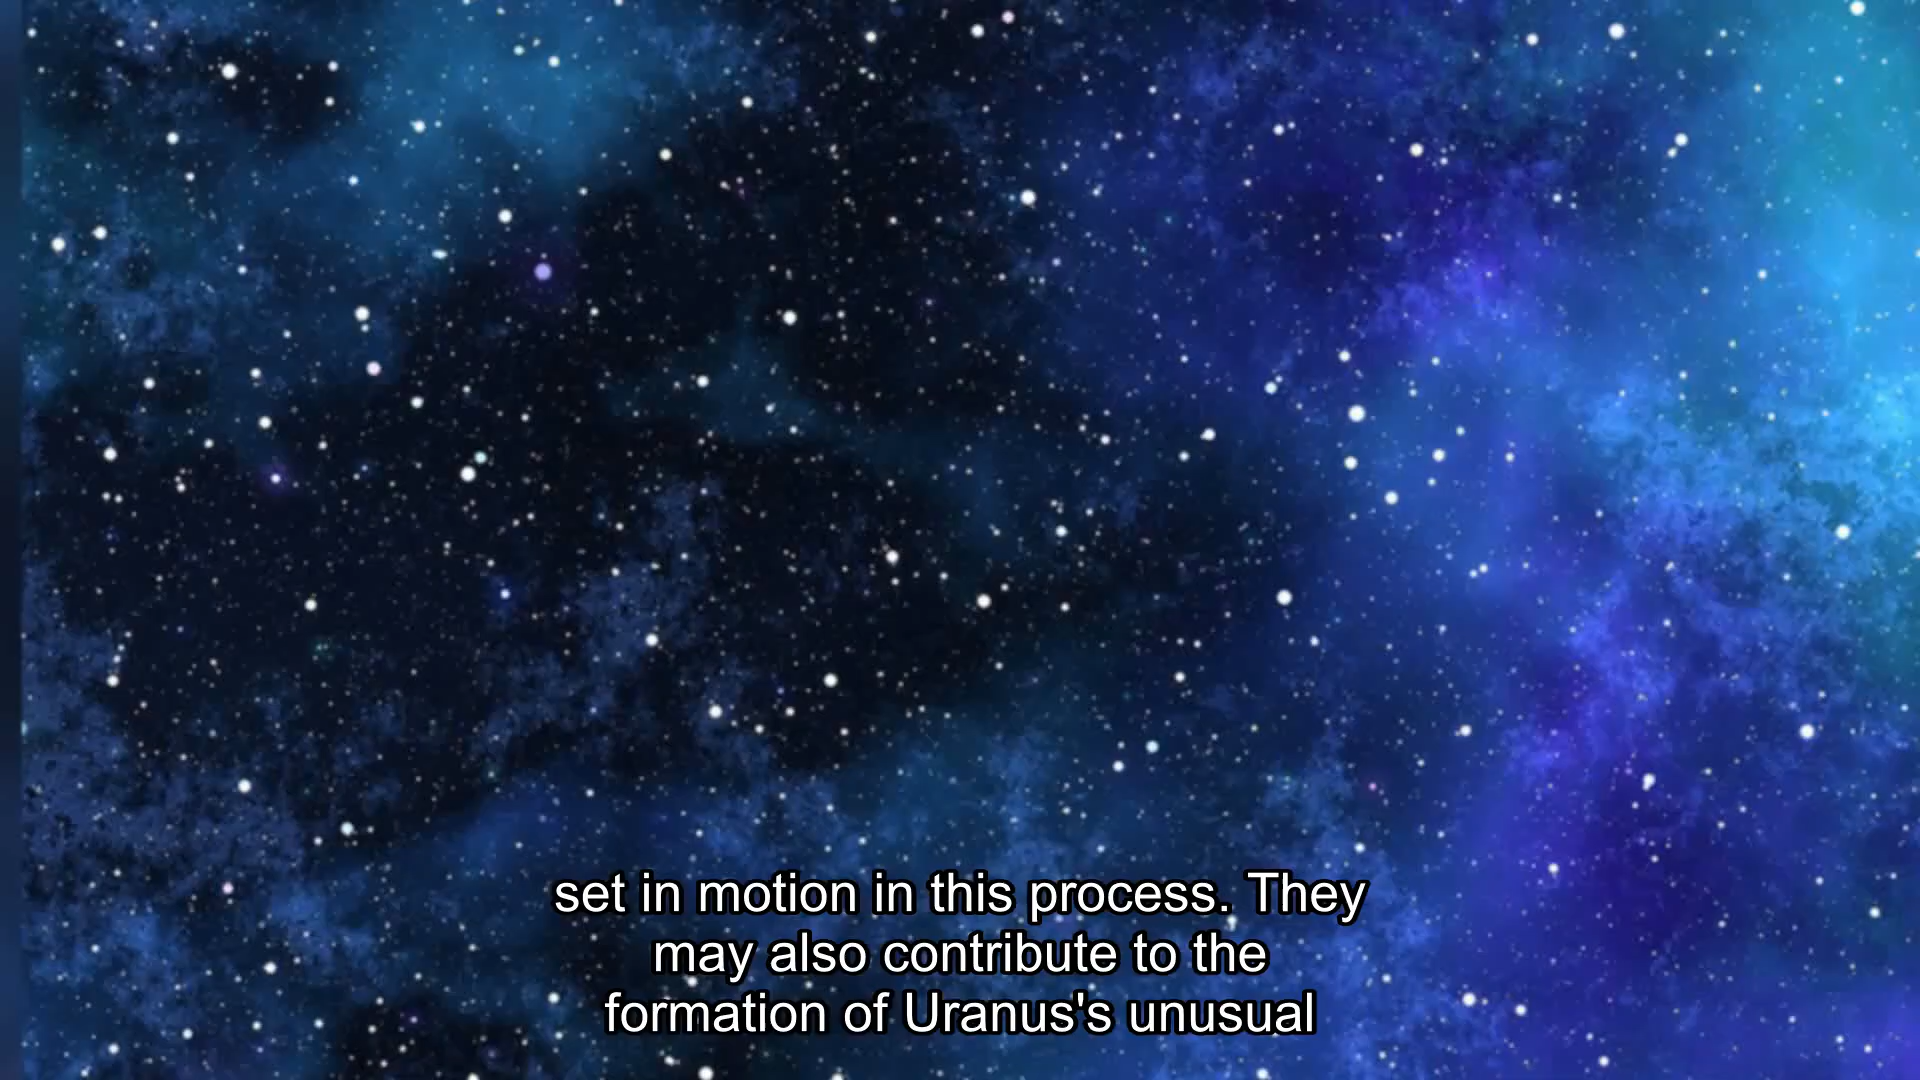 set in motion in this process. They
may also contribute to the
formation of Uranus's unusual